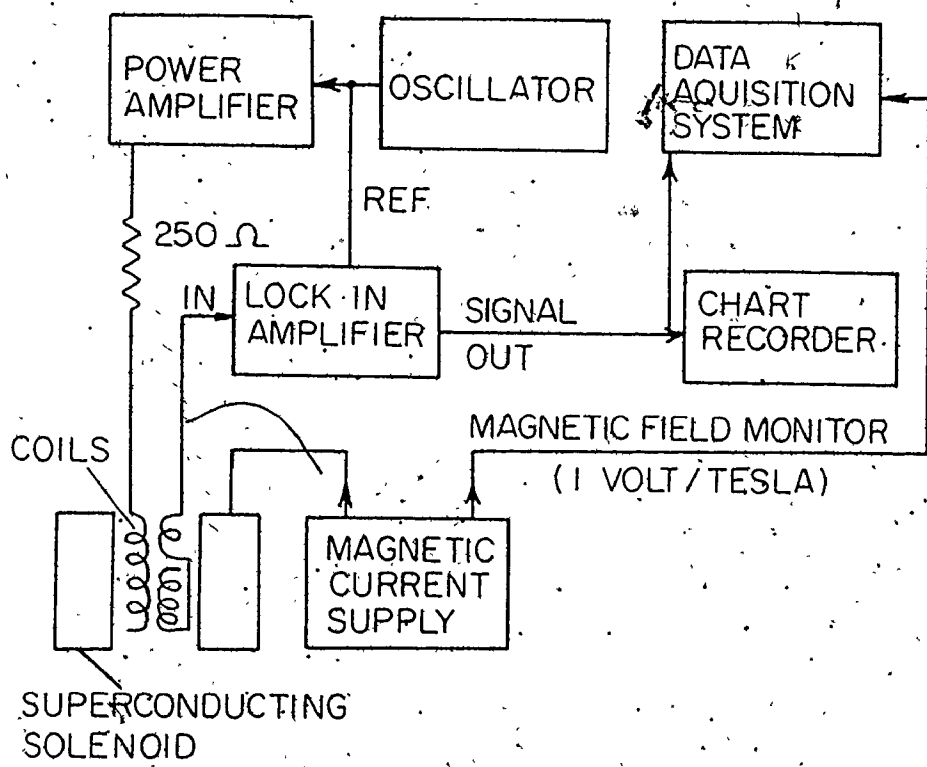 POWER
AMPLIFIER
OSCILLATOR
DATA
AQUISITION
SYSTEM
REF.
250 Ω
IN
LOCK IN
AMPLIFIER
SIGNAL
OUT
CHART
RECORDER
COILS
MAGNETIC FIELD MONITOR
(1 VOLT/TESLA)
MAGNETIC
CURRENT
SUPPLY
SUPERCONDUCTING
SOLENOID